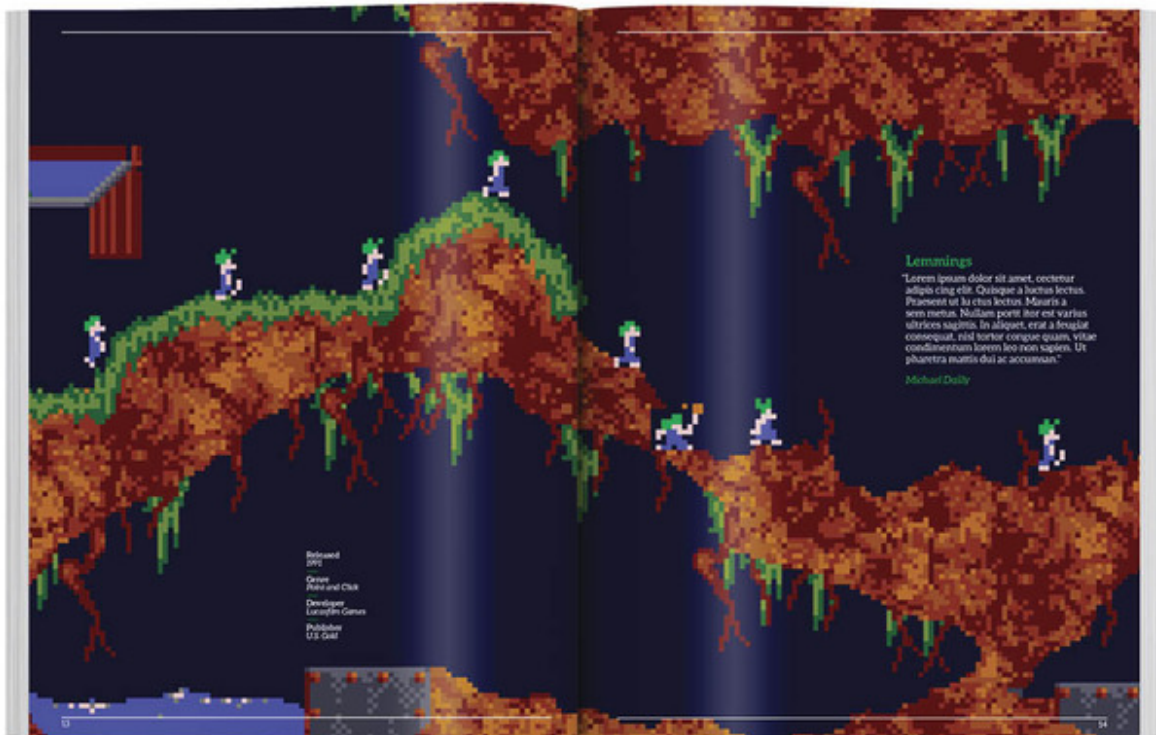 Released
1991
Genre
Point and Click
Developer
Lucasfilm Games
Publisher
U.S. Gold
13
Lemmings
"Lorem ipsum dolor sit amet, cectetur
adipis cing elit. Quisque a luctus lectus.
Praesent ut lu ctus lectus. Mauris a
sem metus. Nullam portt itor est varius
ultrices sagittis. In aliquet, erat a feugiat
consequat, nisl tortor congue quam, vitae
condimentum lorem leo non sapien. Ut
pharetra mattis dui ac accumsan."
Michael Dailly
14